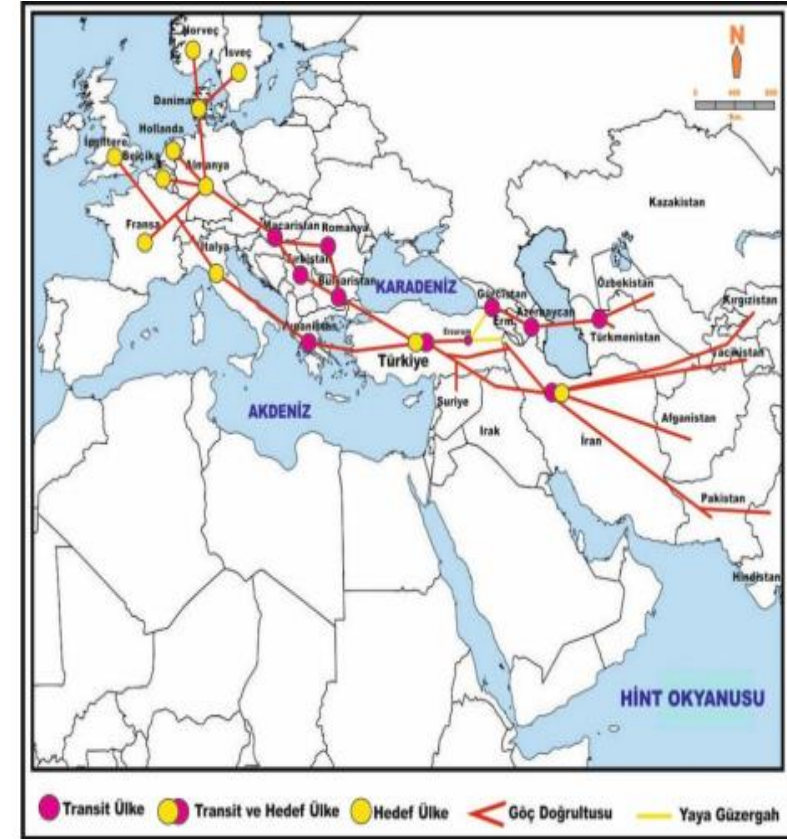 Norveç
İsveç
N
Km.
Hollanda
İngiltere
Belçika
Almanya
Kazakistan
Fransa
Macaristan
Romanya
İtalya
Bulgaristan
KARADENİZ
Gürcistan
Özbekistan
Kırgızistan
Azerbaycan
Erm.
Erzurum
Türkmenistan
Türkiye
Tacikistan
Suriye
AKDENİZ
Irak
İran
Afganistan
Pakistan
Hindistan
HİNT OKYANUSU
Transit Ülke
Transit ve Hedef Ülke
Hedef Ülke
Göç Doğrultusu
Yaya Güzergah